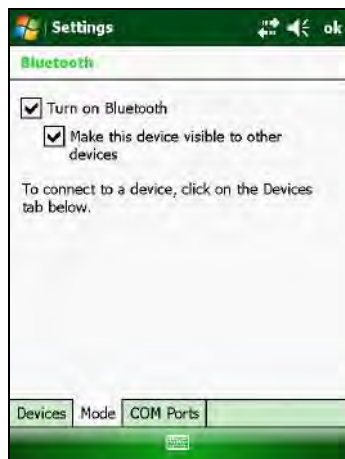 Settings ok
Bluetooth
Turn on Bluetooth
Make this device visible to other
devices
To connect to a device, click on the Devices
tab below.
Devices Mode COM Ports